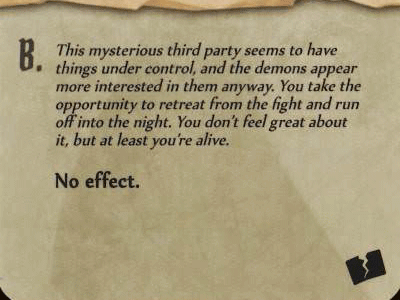 B. This mysterious third party seems to have
things under control, and the demons appear
more interested in them anyway. You take the
opportunity to retreat from the fight and run
off into the night. You don't feel great about
it, but at least you're alive.
No effect.